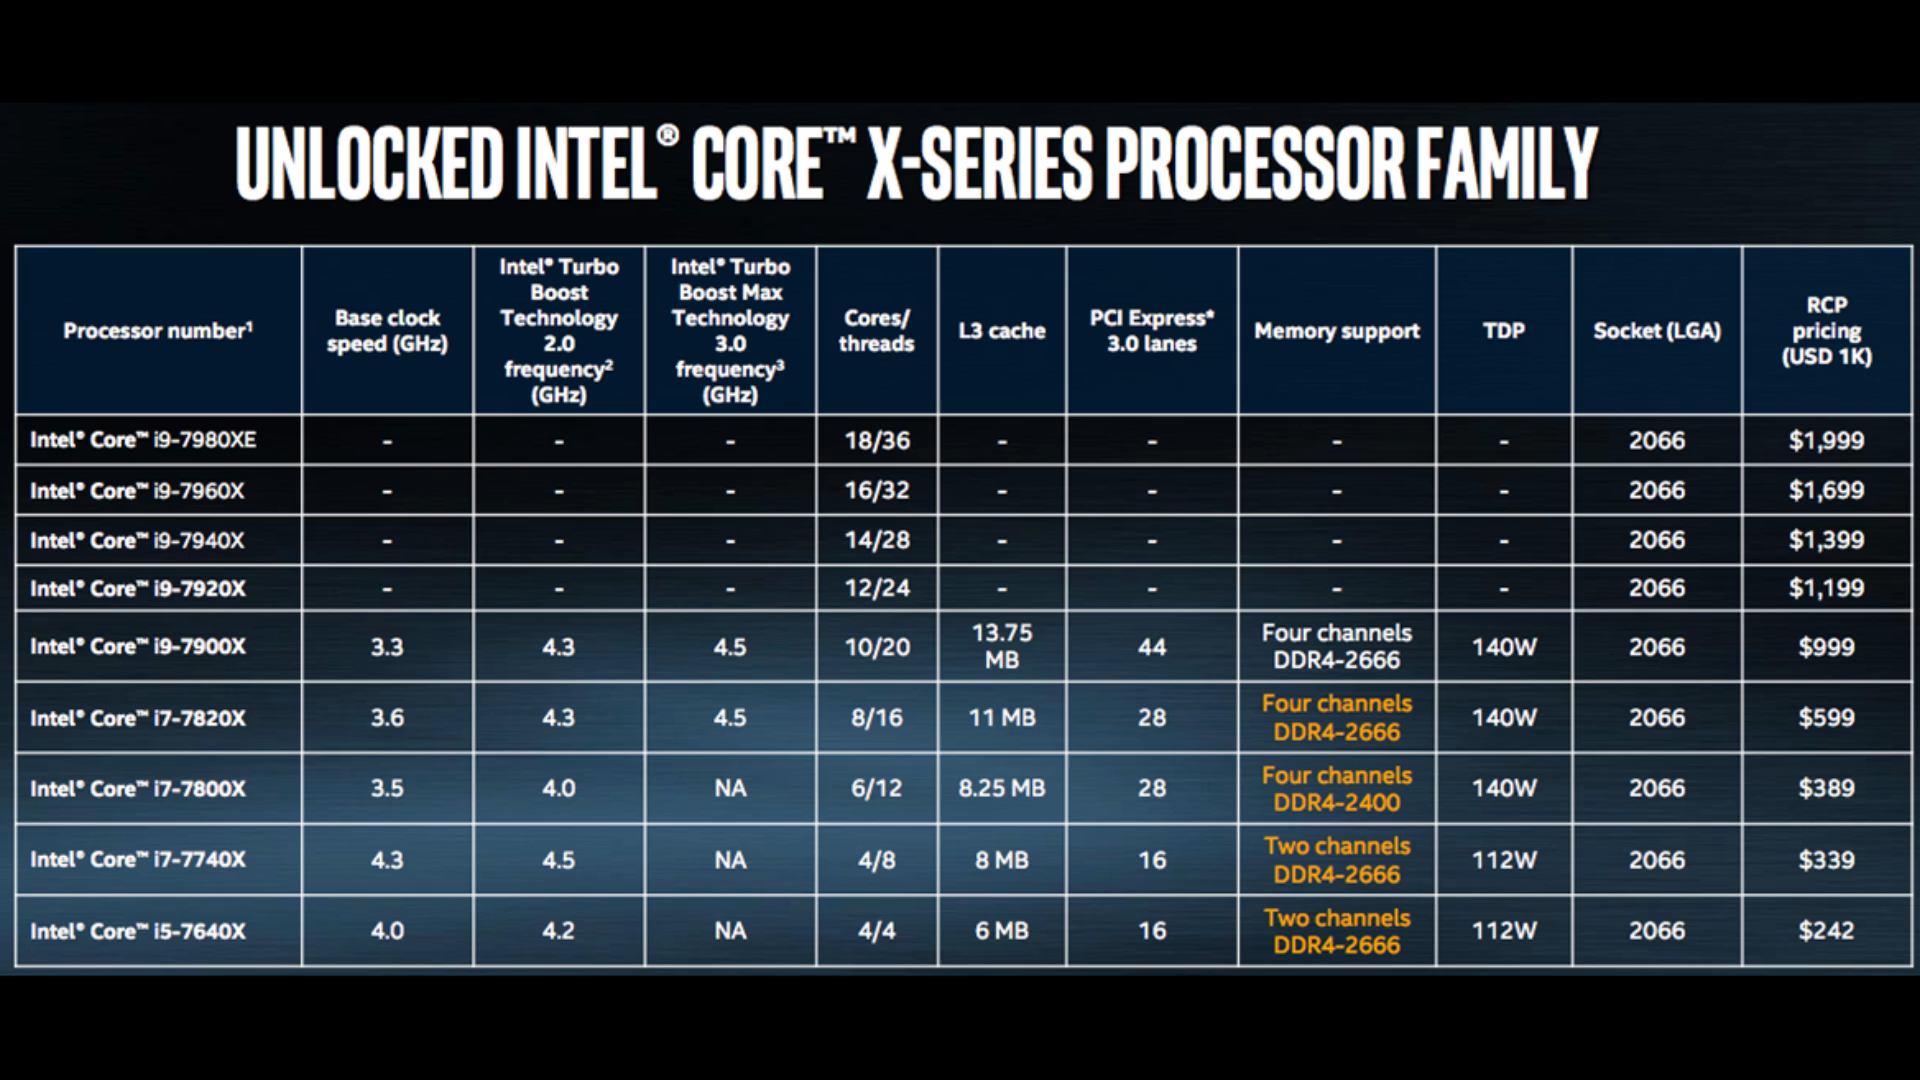 UNLOCKED INTEL® CORE™ X-SERIES PROCESSOR FAMILY
Processor number¹
Base clock
speed (GHz)
Intel® Turbo
Boost
Technology
2.0
frequency²
(GHz)
Intel® Turbo
Boost Max
Technology
3.0
frequency³
(GHz)
Cores/
threads
L3 cache
PCI Express*
3.0 lanes
Memory support
TDP
Socket (LGA)
RCP
pricing
(USD 1K)
Intel® Core™ i9-7980XE - - - 18/36 - - - - 2066 $1,999
Intel® Core™ i9-7960X - - - 16/32 - - - - 2066 $1,699
Intel® Core™ i9-7940X - - - 14/28 - - - - 2066 $1,399
Intel® Core™ i9-7920X - - - 12/24 - - - - 2066 $1,199
Intel® Core™ i9-7900X 3.3 4.3 4.5 10/20
13.75
MB
44
Four channels
DDR4-2666
140W 2066 $999
Intel® Core™ i7-7820X 3.6 4.3 4.5 8/16 11 MB 28
Four channels
DDR4-2666
140W 2066 $599
Intel® Core™ i7-7800X 3.5 4.0 NA 6/12 8.25 MB 28
Four channels
DDR4-2400
140W 2066 $389
Intel® Core™ i7-7740X 4.3 4.5 NA 4/8 8 MB 16
Two channels
DDR4-2666
112W 2066 $339
Intel® Core™ i5-7640X 4.0 4.2 NA 4/4 6 MB 16
Two channels
DDR4-2666
112W 2066 $242